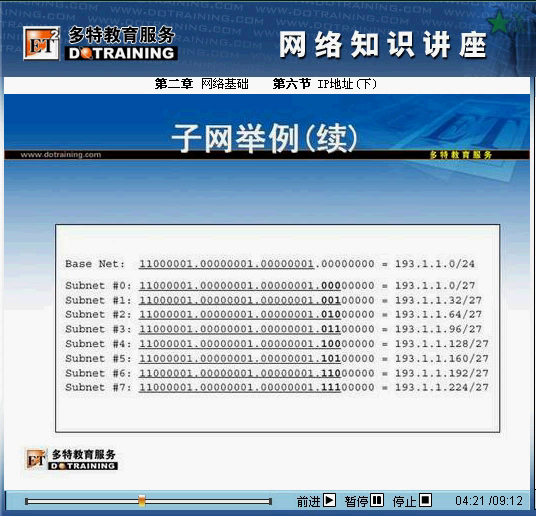 ET2 多特教育服务
DOTRAINING
网络知识讲座
第二章 网络基础 第六节 IP地址(下)
子网举例(续)
www.dotraining.com 多特教育服务
Base Net: 11000001.00000001.00000001.00000000 = 193.1.1.0/24
Subnet #0: 11000001.00000001.00000001.00000000 = 193.1.1.0/27
Subnet #1: 11000001.00000001.00000001.00100000 = 193.1.1.32/27
Subnet #2: 11000001.00000001.00000001.01000000 = 193.1.1.64/27
Subnet #3: 11000001.00000001.00000001.01100000 = 193.1.1.96/27
Subnet #4: 11000001.00000001.00000001.10000000 = 193.1.1.128/27
Subnet #5: 11000001.00000001.00000001.10100000 = 193.1.1.160/27
Subnet #6: 11000001.00000001.00000001.11000000 = 193.1.1.192/27
Subnet #7: 11000001.00000001.00000001.11100000 = 193.1.1.224/27
ET2 多特教育服务
DOTRAINING
前进 暂停 停止 04:21/09:12